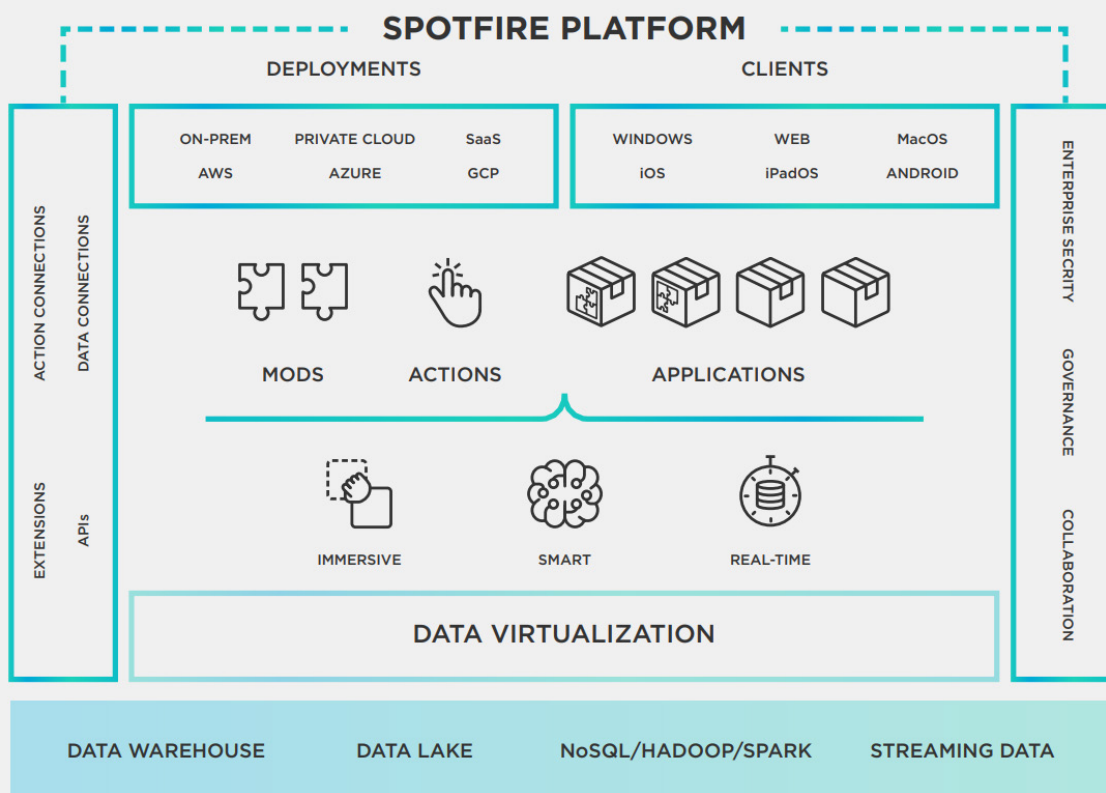 SPOTFIRE PLATFORM
DEPLOYMENTS
CLIENTS
ON-PREM PRIVATE CLOUD SaaS
AWS AZURE GCP
WINDOWS WEB MacOS
iOS iPadOS ANDROID
ACTION CONNECTIONS
DATA CONNECTIONS
EXTENSIONS
APIs
ENTERPRISE SECRITY
GOVERNANCE
COLLABORATION
MODS
ACTIONS
APPLICATIONS
IMMERSIVE
SMART
REAL-TIME
DATA VIRTUALIZATION
DATA WAREHOUSE DATA LAKE NoSQL/HADOOP/SPARK STREAMING DATA